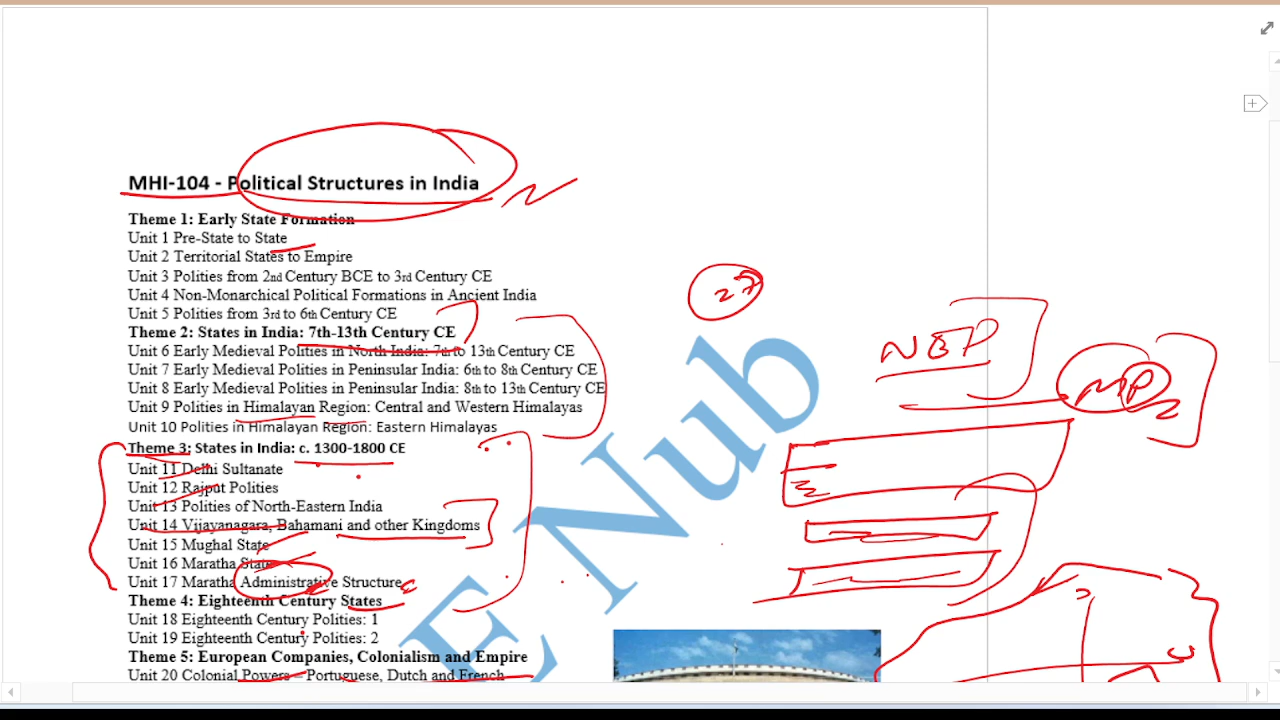 MHI-104 - Political Structures in India
Theme 1: Early State Formation
Unit 1 Pre-State to State
Unit 2 Territorial States to Empire
Unit 3 Polities from 2nd Century BCE to 3rd Century CE
Unit 4 Non-Monarchical Political Formations in Ancient India
Unit 5 Polities from 3rd to 6th Century CE
Theme 2: States in India: 7th-13th Century CE
Unit 6 Early Medieval Polities in North India: 7th to 13th Century CE
Unit 7 Early Medieval Polities in Peninsular India: 6th to 8th Century CE
Unit 8 Early Medieval Polities in Peninsular India: 8th to 13th Century CE
Unit 9 Polities in Himalayan Region: Central and Western Himalayas
Unit 10 Polities in Himalayan Region: Eastern Himalayas
Theme 3: States in India: c. 1300-1800 CE
Unit 11 Delhi Sultanate
Unit 12 Rajput Polities
Unit 13 Polities of North-Eastern India
Unit 14 Vijayanagara, Bahamani and other Kingdoms
Unit 15 Mughal State
Unit 16 Maratha State
Unit 17 Maratha Administrative Structure
Theme 4: Eighteenth Century States
Unit 18 Eighteenth Century Polities: 1
Unit 19 Eighteenth Century Polities: 2
Theme 5: European Companies, Colonialism and Empire
Unit 20 Colonial Powers – Portuguese, Dutch and French
27
NEP
MP
E Nub